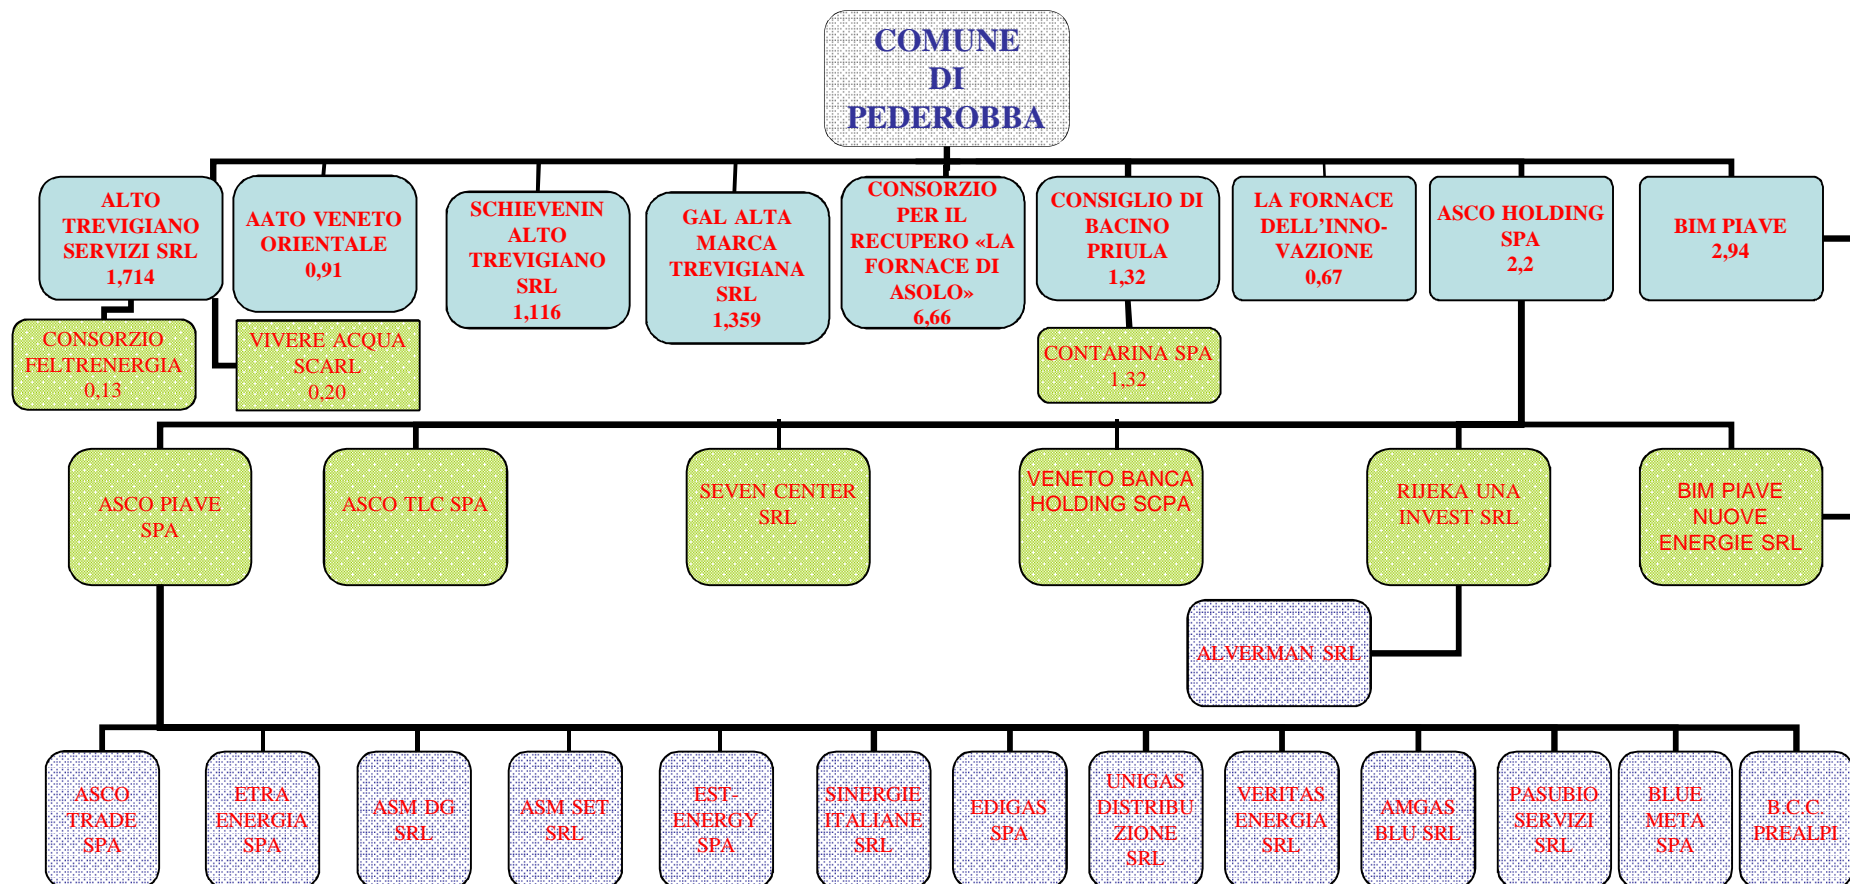 COMUNE
DI
PEDEROBBA
ALTO
TREVIGIANO
SERVIZI SRL
1,714
AATO VENETO
ORIENTALE
0,91
SCHIEVENIN
ALTO
TREVIGIANO
SRL
1,116
GAL ALTA
MARCA
TREVIGIANA
SRL
1,359
CONSORZIO
PER IL
RECUPERO «LA
FORNACE DI
ASOLO»
6,66
CONSIGLIO DI
BACINO
PRIULA
1,32
LA FORNACE
DELL’INNO-
VAZIONE
0,67
ASCO HOLDING
SPA
2,2
BIM PIAVE
2,94
CONSORZIO
FELTRENERGIA
0,13
VIVERE ACQUA
SCARL
0,20
CONTARINA SPA
1,32
ASCO PIAVE
SPA
ASCO TLC SPA
SEVEN CENTER
SRL
VENETO BANCA
HOLDING SCPA
RIJEKA UNA
INVEST SRL
BIM PIAVE
NUOVE
ENERGIE SRL
ALVERMAN SRL
ASCO
TRADE
SPA
ETRA
ENERGIA
SPA
ASM DG
SRL
ASM SET
SRL
EST-
ENERGY
SPA
SINERGIE
ITALIANE
SRL
EDIGAS
SPA
UNIGAS
DISTRIBU
ZIONE
SRL
VERITAS
ENERGIA
SRL
AMGAS
BLU SRL
PASUBIO
SERVIZI
SRL
BLUE
META
SPA
B.C.C.
PREALPI